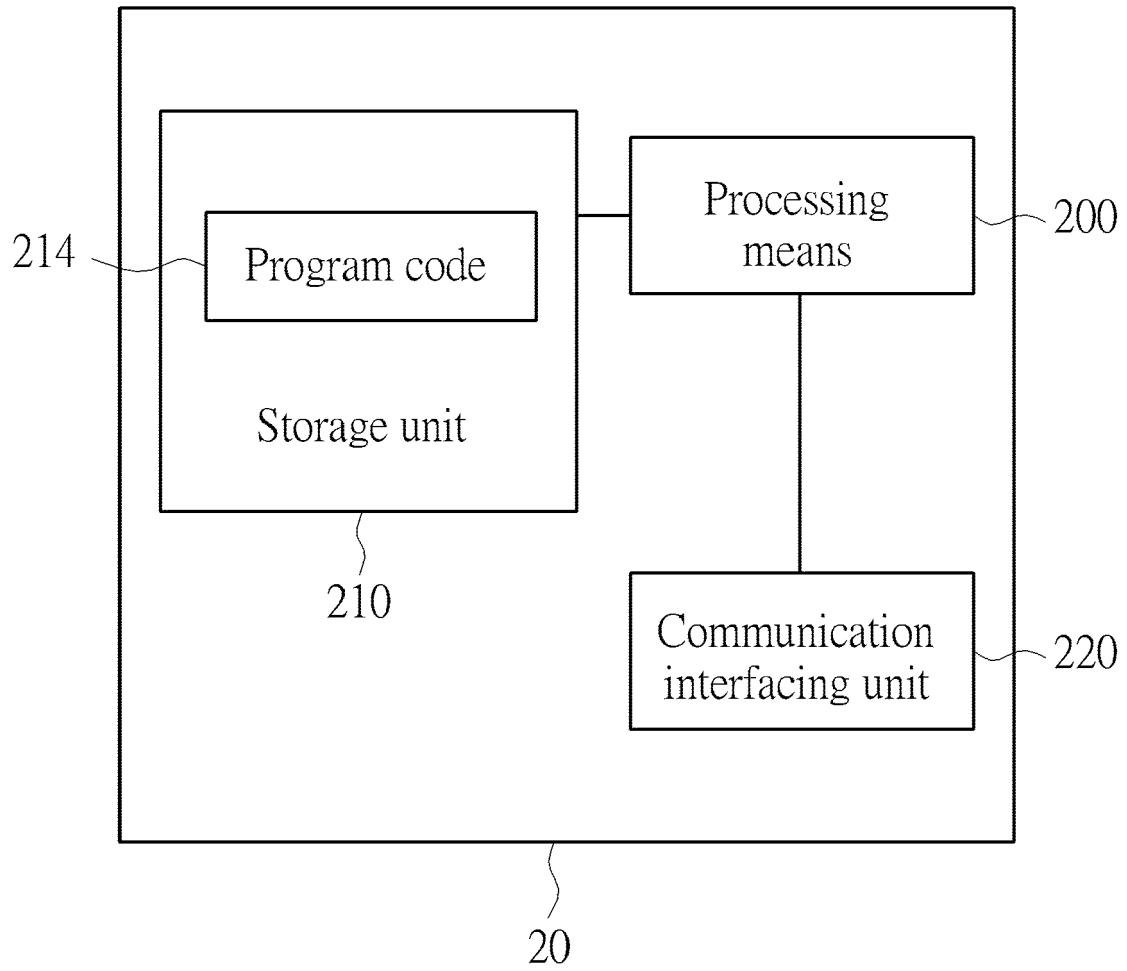 Processing
means
200
214
Program code
Storage unit
210
Communication
interfacing unit
220
20